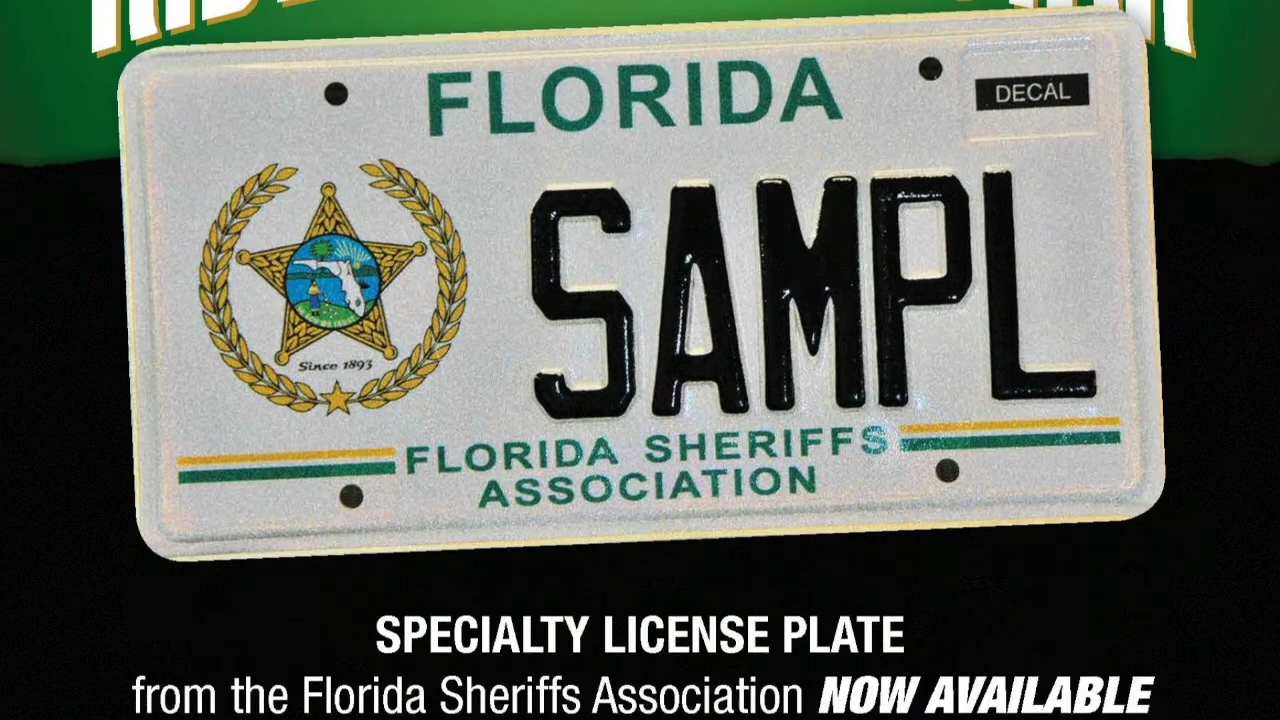 FLORIDA
DECAL
SAMPL
Since 1893
FLORIDA SHERIFFS
ASSOCIATION
SPECIALTY LICENSE PLATE
from the Florida Sheriffs Association NOW AVAILABLE